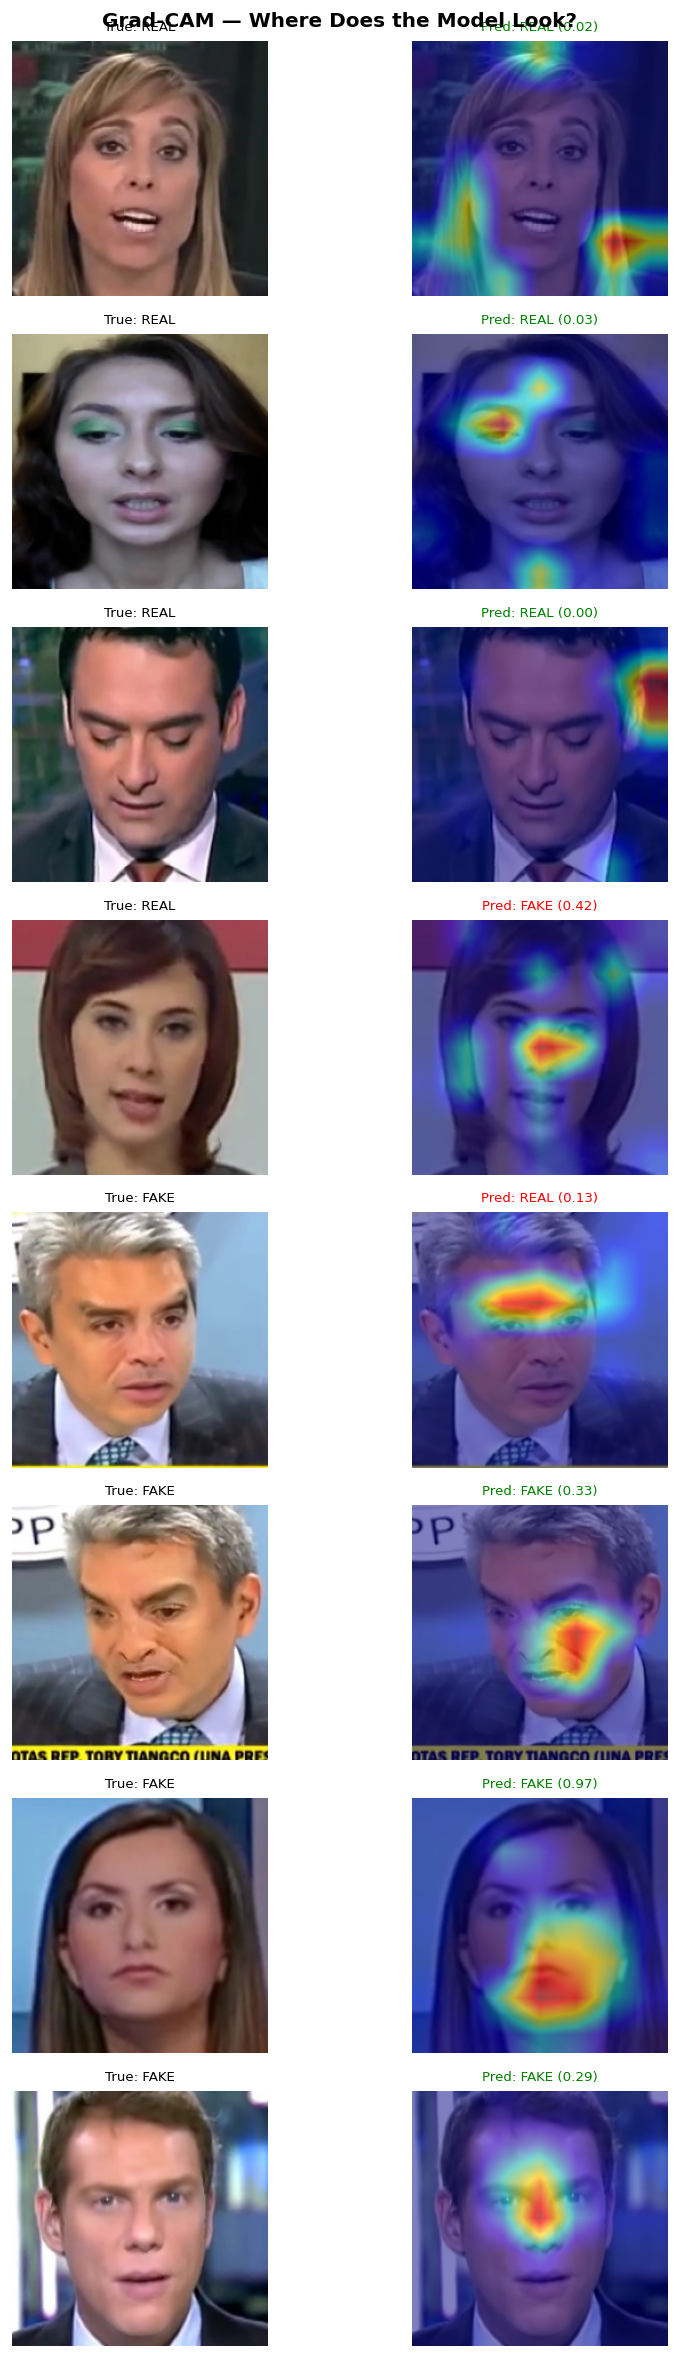 Grad-CAM — Where Does the Model Look?
True: REAL
Pred: REAL (0.02)
True: REAL
Pred: REAL (0.03)
True: REAL
Pred: REAL (0.00)
True: REAL
Pred: FAKE (0.42)
True: FAKE
Pred: REAL (0.13)
True: FAKE
Pred: FAKE (0.33)
PP
PP
OTAS REP. TOBY TIANGCO (UNA PRES
OTAS REP. TOBY TIANGCO (UNA PRES
True: FAKE
Pred: FAKE (0.97)
True: FAKE
Pred: FAKE (0.29)